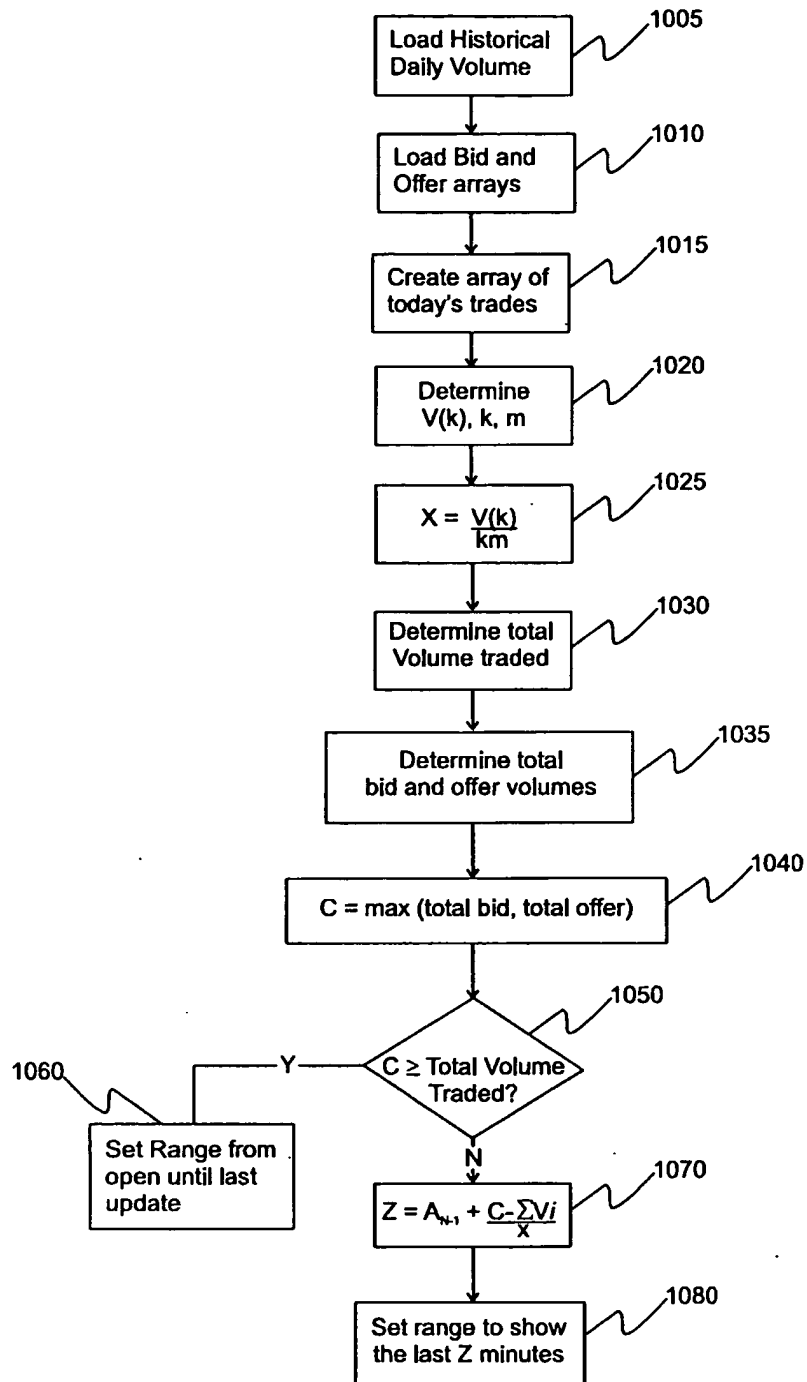 1005
Load Historical
Daily Volume
1010
Load Bid and
Offer arrays
1015
Create array of
today's trades
1020
Determine
V(k), k, m
1025
X = V(k)
km
1030
Determine total
Volume traded
1035
Determine total
bid and offer volumes
1040
C = max (total bid, total offer)
1050
C ≥ Total Volume
Traded?
Y
1060
Set Range from
open until last
update
N
1070
Z = A_{N-1} + C-∑Vi
x
1080
Set range to show
the last Z minutes